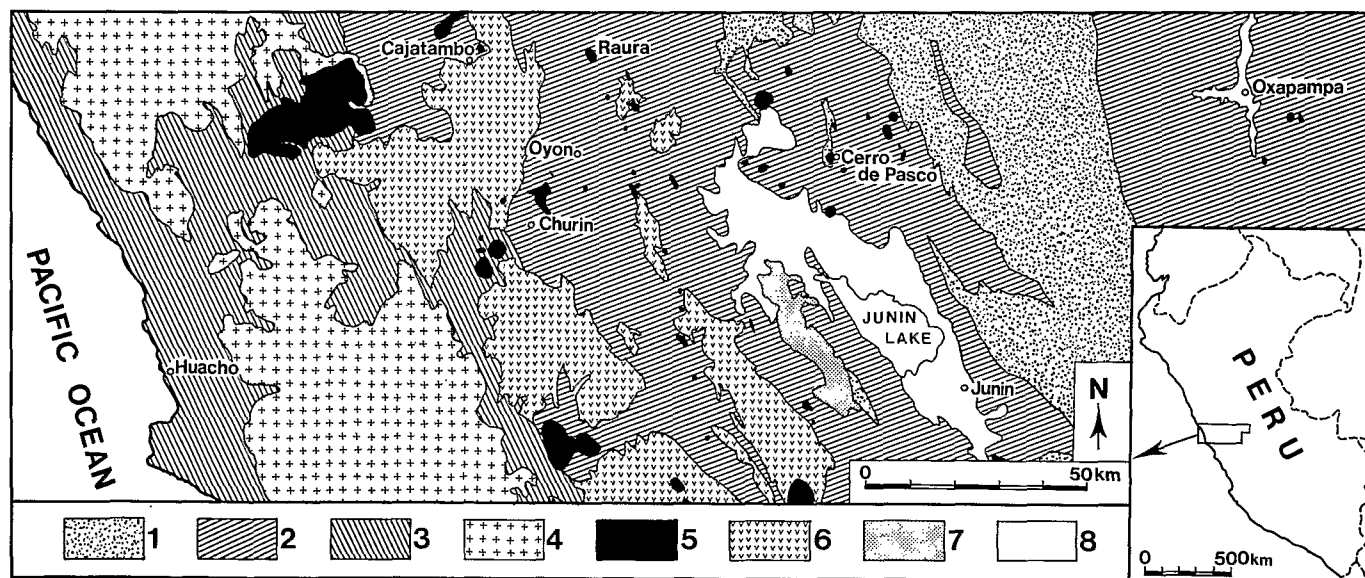 Cajatambo
Raura
Oxapampa
Oyon
Cerro
de Pasco
Churin
PACIFIC OCEAN
JUNIN
LAKE
Huacho
Junin
N
0 50km
PERU
1 2 3 4 5 6 7 8
0 500km